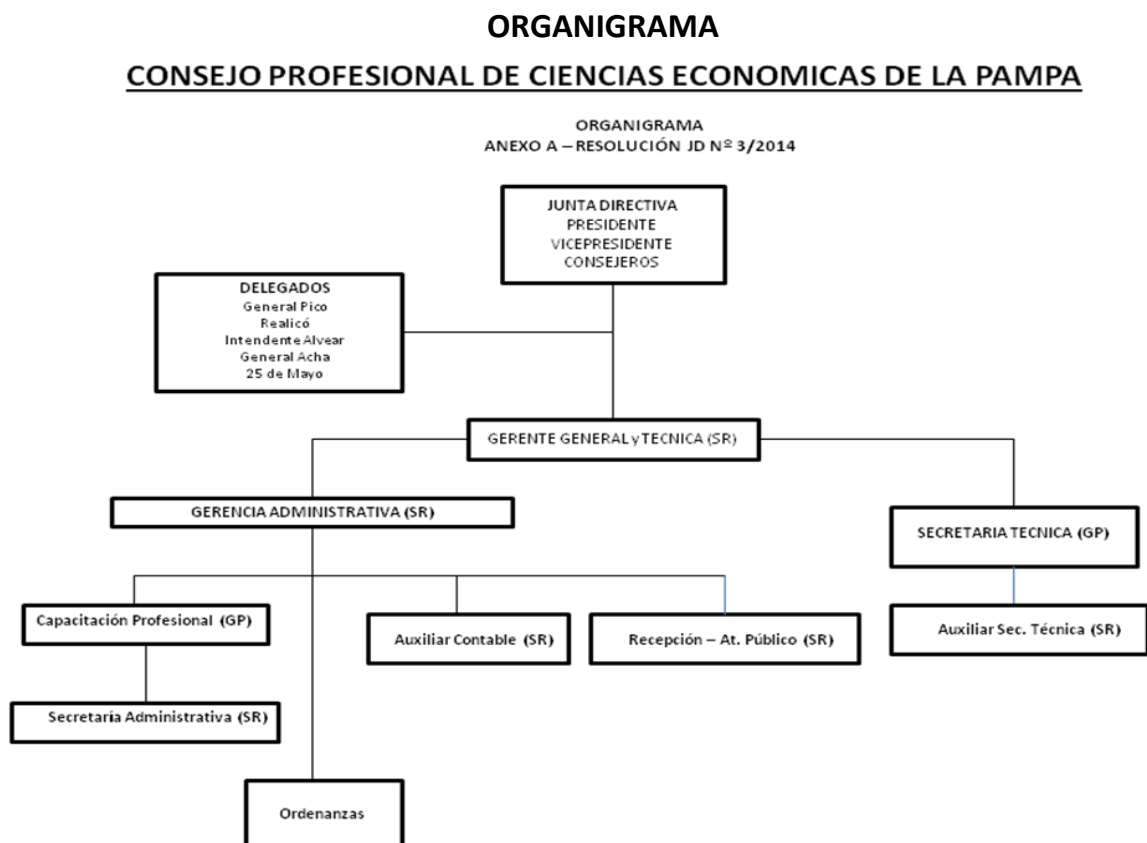 ORGANIGRAMA
CONSEJO PROFESIONAL DE CIENCIAS ECONOMICAS DE LA PAMPA
ORGANIGRAMA
ANEXO A – RESOLUCIÓN JD Nº 3/2014
JUNTA DIRECTIVA
PRESIDENTE
VICEPRESIDENTE
CONSEJEROS
DELEGADOS
General Pico
Realicó
Intendente Alvear
General Acha
25 de Mayo
GERENTE GENERAL y TECNICA (SR)
GERENCIA ADMINISTRATIVA (SR)
SECRETARIA TECNICA (GP)
Capacitación Profesional (GP)
Auxiliar Contable (SR)
Recepción – At. Público (SR)
Auxiliar Sec. Técnica (SR)
Secretaría Administrativa (SR)
Ordenanzas